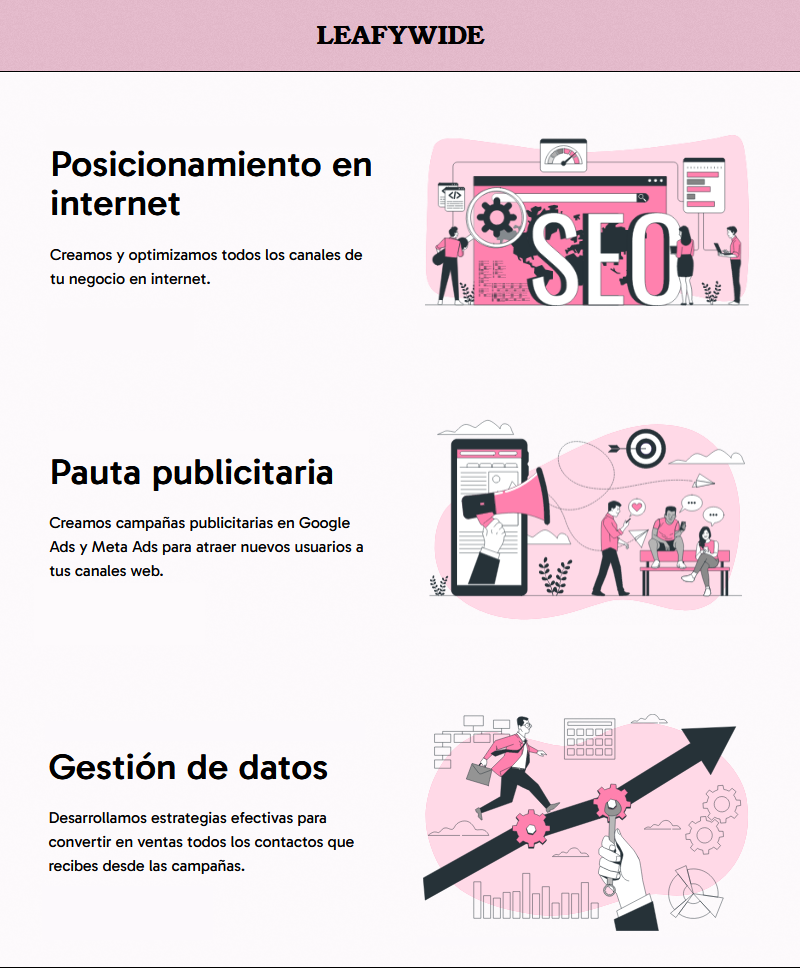 LEAFYWIDE
Posicionamiento en
internet
Creamos y optimizamos todos los canales de
tu negocio en internet.
</>
SEO
Pauta publicitaria
Creamos campañas publicitarias en Google
Ads y Meta Ads para atraer nuevos usuarios a
tus canales web.
Gestión de datos
Desarrollamos estrategias efectivas para
convertir en ventas todos los contactos que
recibes desde las campañas.